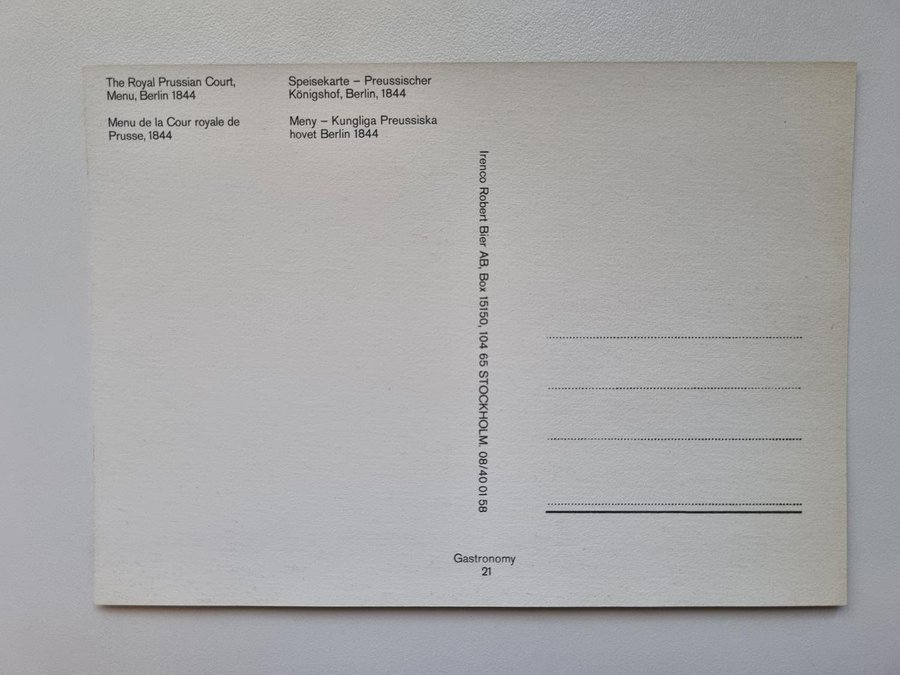 The Royal Prussian Court,
Menu, Berlin 1844
Menu de la Cour royale de
Prusse, 1844
Speisekarte – Preussischer
Königshof, Berlin, 1844
Meny – Kungliga Preussiska
hovet Berlin 1844
Irenco Robert Bier AB, Box 15150, 104 65 STOCKHOLM. 08/40 01 58
Gastronomy
21